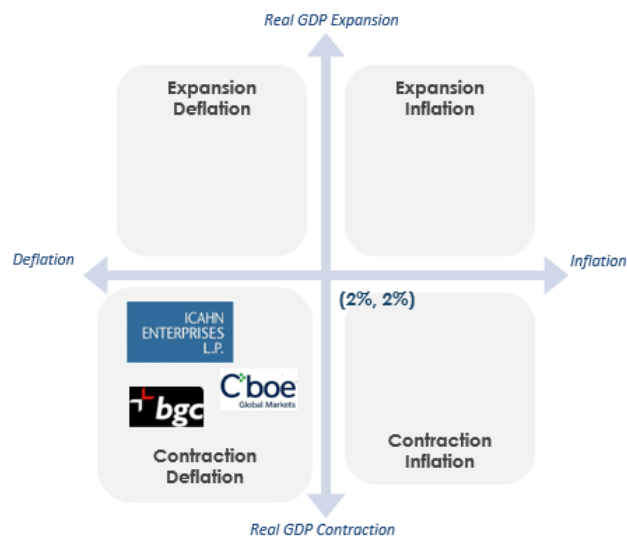 Real GDP Expansion
Expansion
Deflation
Expansion
Inflation
Deflation
Inflation
(2%, 2%)
ICAHN
ENTERPRISES
L.P.
Cboe
Global Markets
bgc
Contraction
Deflation
Contraction
Inflation
Real GDP Contraction